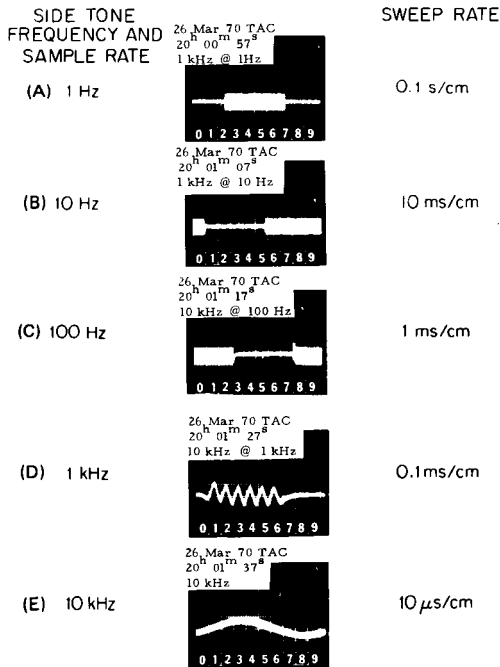 SIDE TONE
FREQUENCY AND
SAMPLE RATE
SWEEP RATE
26 Mar 70 TAC
20h 00m 57s
1 kHz @ 1Hz
(A) 1 Hz
0.1 s/cm
0 1 2 3 4 5 6 7 8 9
26 Mar 70 TAC
20h 01m 07s
1 kHz @ 10 Hz
(B) 10 Hz
10 ms/cm
0 1 2 3 4 5 6 7 8 9
26 Mar 70 TAC
20h 01m 17s
10 kHz @ 100 Hz
(C) 100 Hz
1 ms/cm
0 1 2 3 4 5 6 7 8 9
26 Mar 70 TAC
20h 01m 27s
10 kHz @ 1 kHz
(D) 1 kHz
0.1ms/cm
0 1 2 3 4 5 6 7 8 9
26 Mar 70 TAC
20h 01m 37s
10 kHz
(E) 10 kHz
10 μs/cm
0 1 2 3 4 5 6 7 8 9